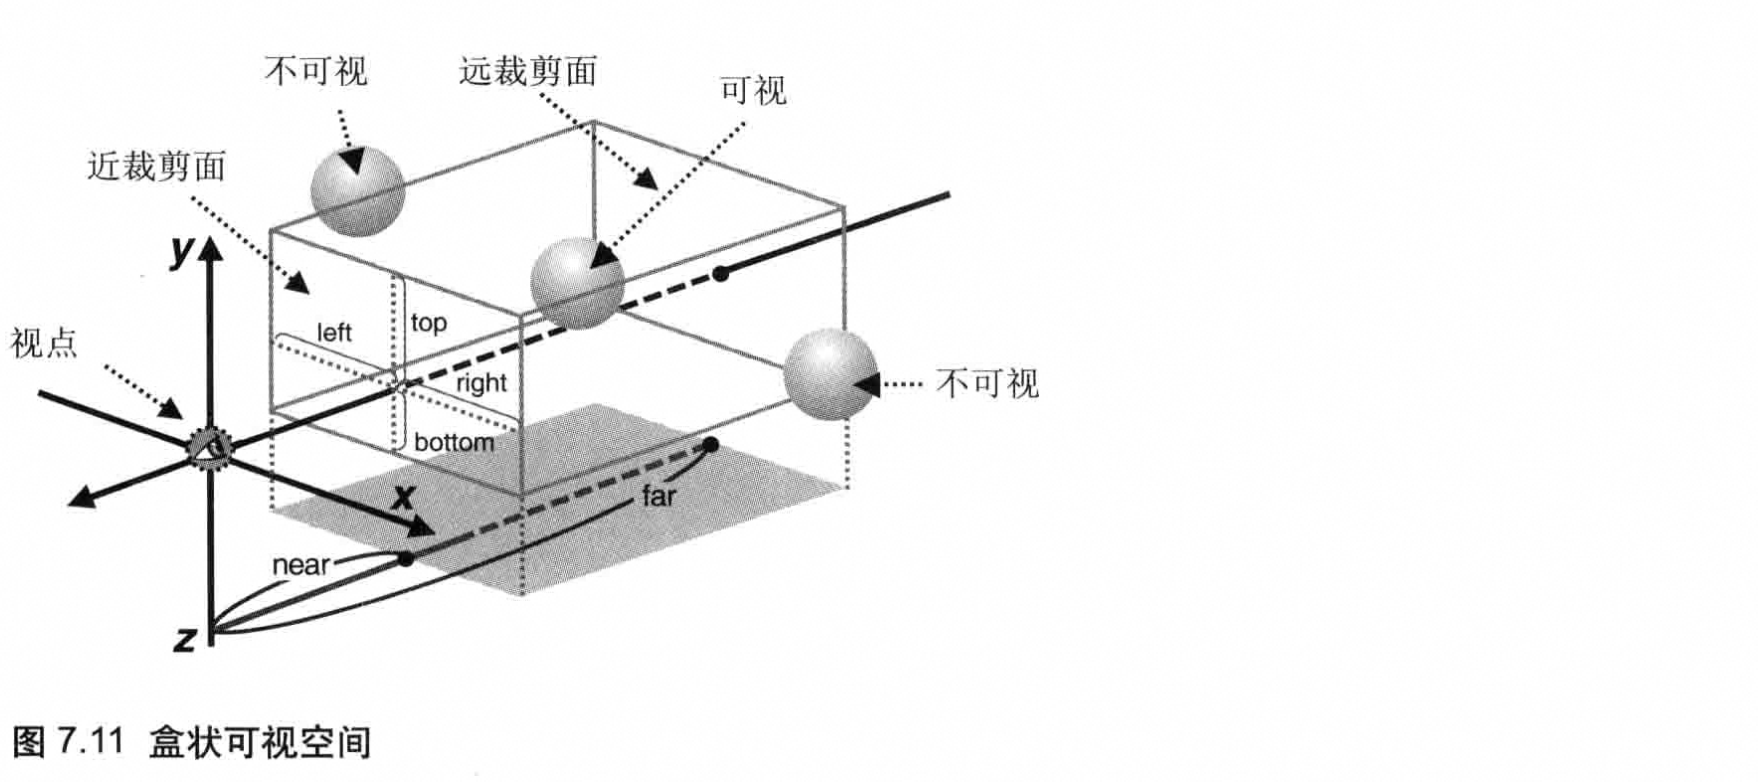 不可视
远裁剪面
可视
近裁剪面
y
top
left
视点
right
不可视
bottom
x
far
near
z
图 7.11 盒状可视空间